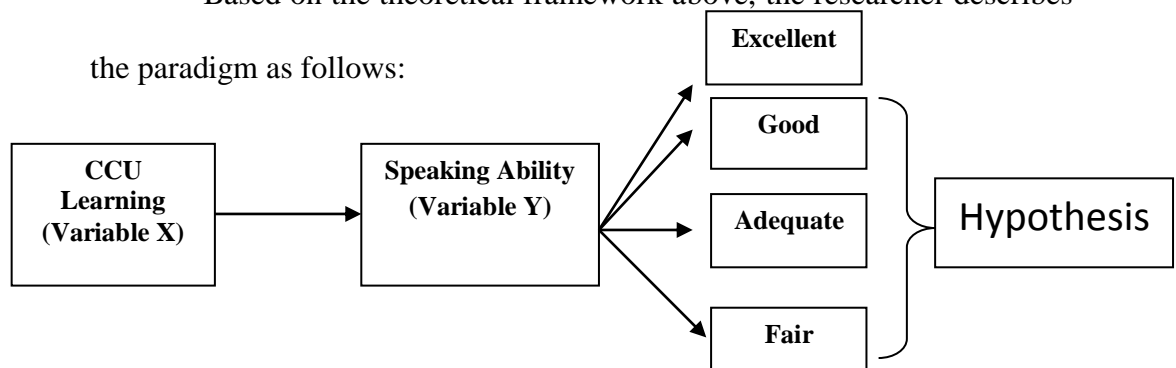 Based on the theoretical framework above, the researcher describes
the paradigm as follows:
CCU
Learning
(Variable X)
Speaking Ability
(Variable Y)
Excellent
Good
Adequate
Fair
Hypothesis